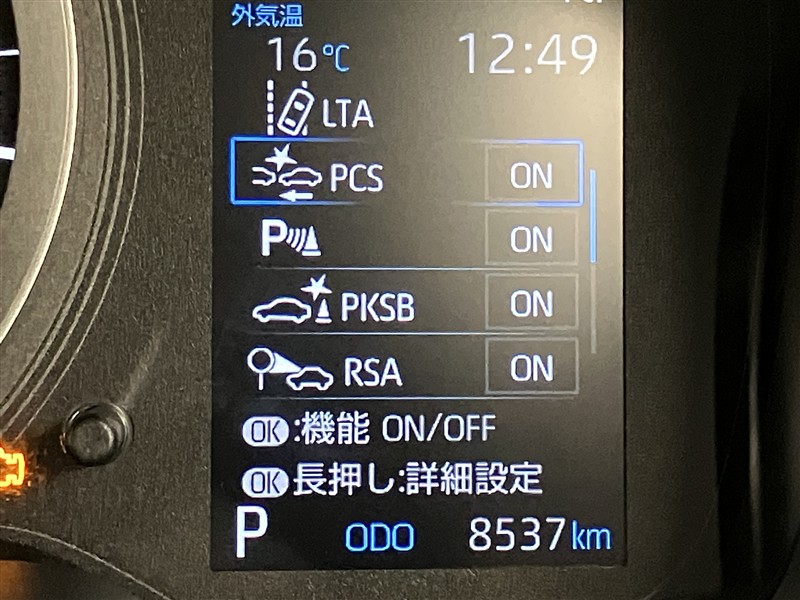 外気温
16℃ 12:49
LTA
PCS ON
P ON
PKSB ON
RSA ON
OK:機能 ON/OFF
OK長押し:詳細設定
P ODO 8537km